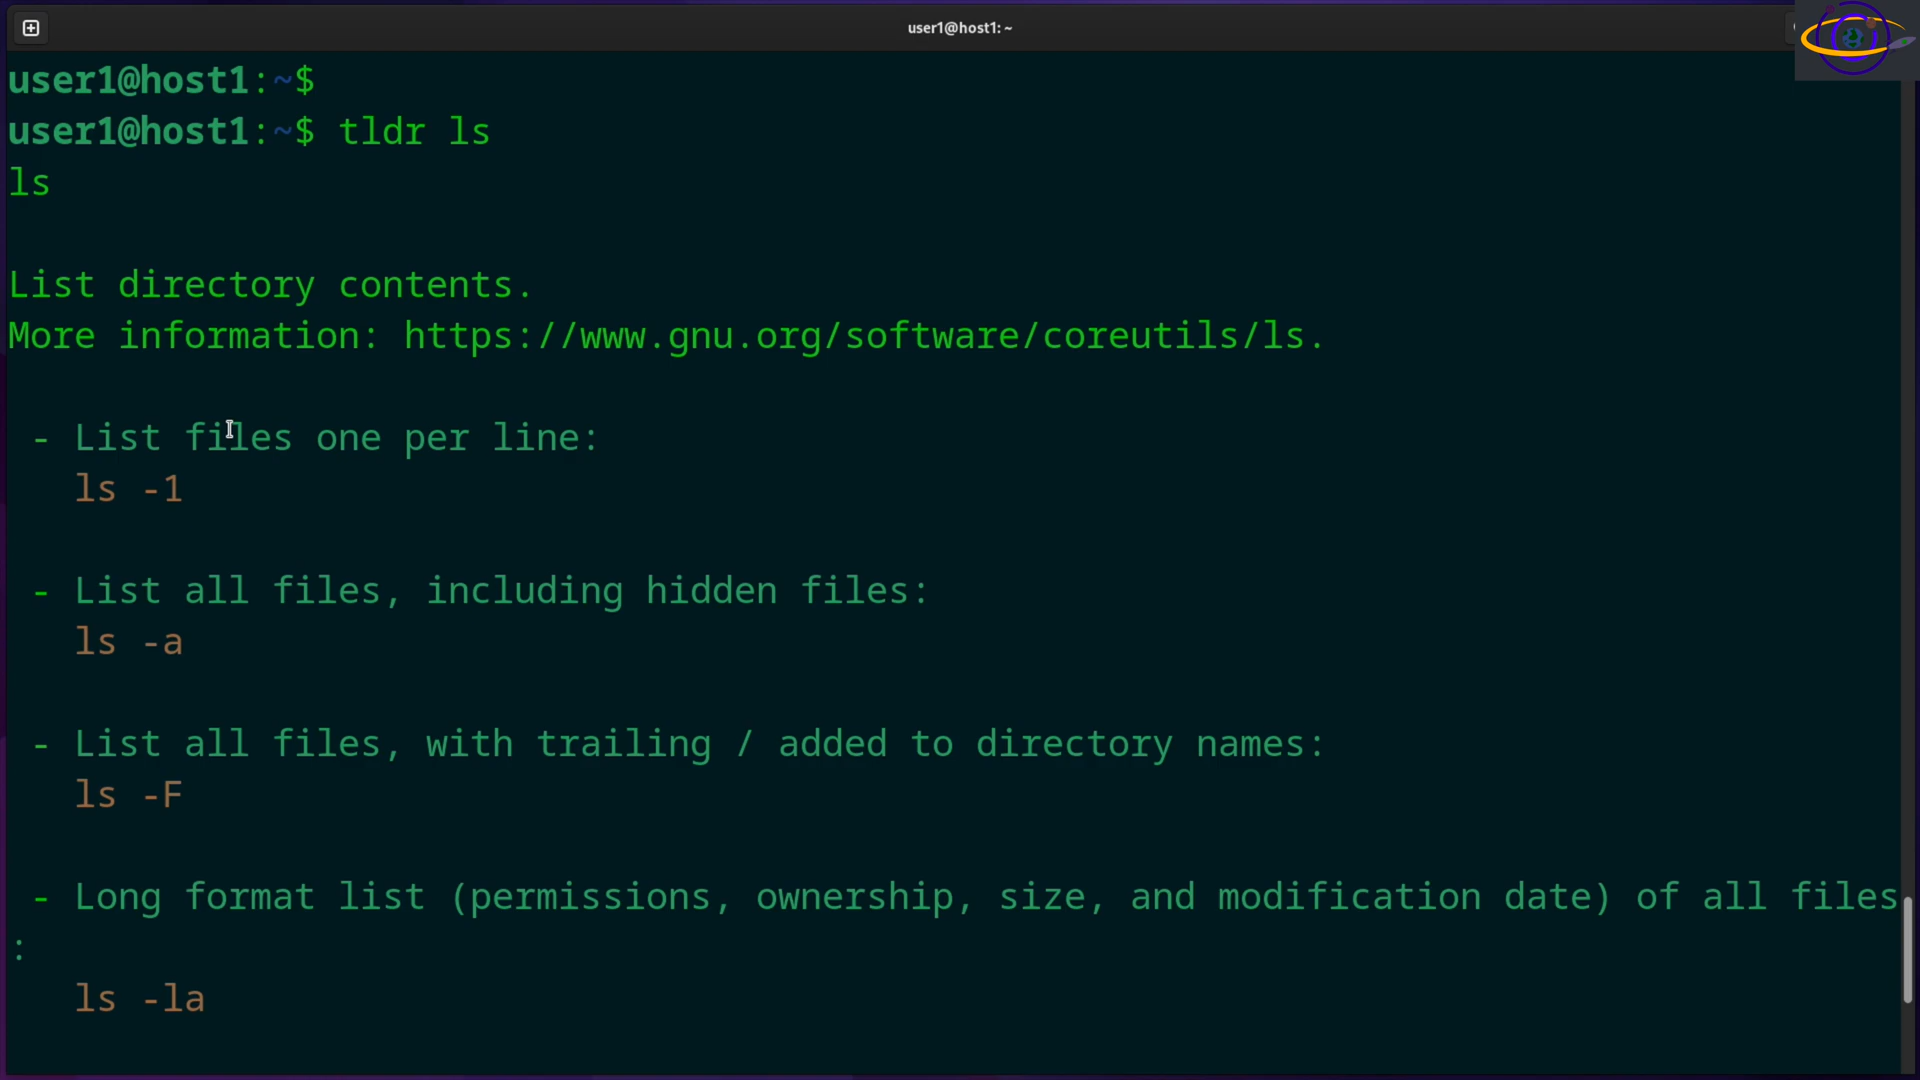 user1@host1: ~
user1@host1:~$
user1@host1:~$ tldr ls
ls
List directory contents.
More information: https://www.gnu.org/software/coreutils/ls.
- List files one per line:
ls -1
- List all files, including hidden files:
ls -a
- List all files, with trailing / added to directory names:
ls -F
- Long format list (permissions, ownership, size, and modification date) of all files
:
ls -la